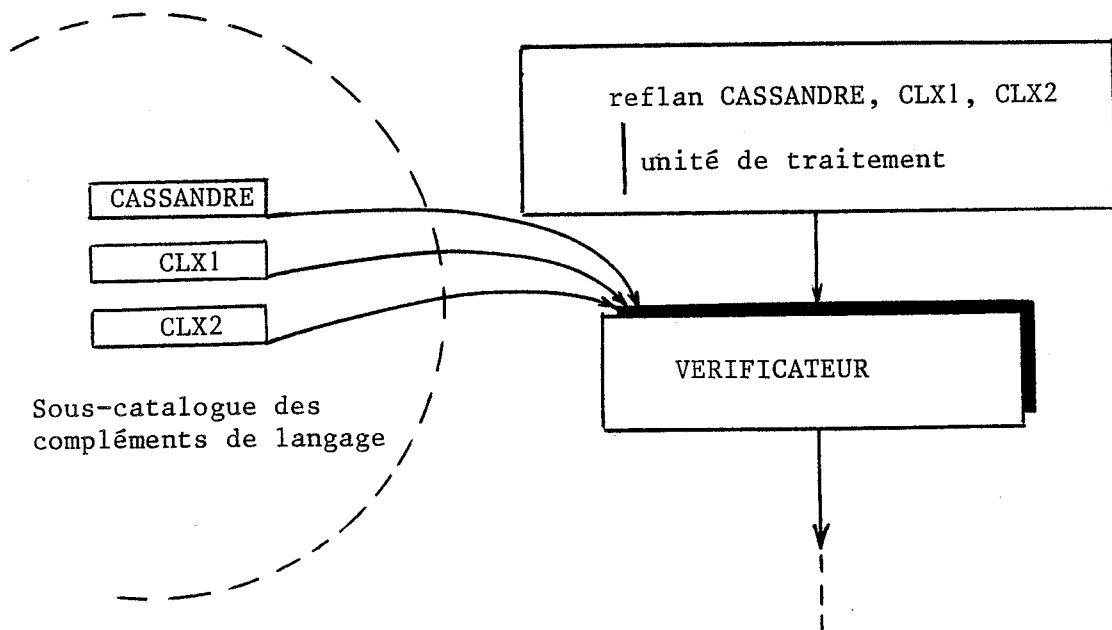 reflan CASSANDRE, CLX1, CLX2
unité de traitement
CASSANDRE
CLX1
CLX2
VERIFICATEUR
Sous-catalogue des
compléments de langage